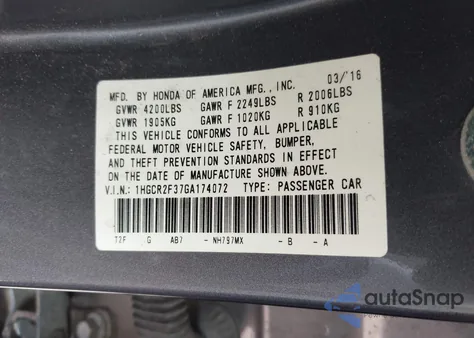 MFD. BY HONDA OF AMERICA MFG., INC. 03/'16
GVWR 4200LBS GAWR F 2249LBS R 2006LBS
GVWR 1905KG GAWR F 1020KG R 910KG
THIS VEHICLE CONFORMS TO ALL APPLICABLE
FEDERAL MOTOR VEHICLE SAFETY, BUMPER,
AND THEFT PREVENTION STANDARDS IN EFFECT
ON THE DATE OF MANUFACTURE SHOWN ABOVE.
V.I.N: 1HGCR2F37GA174072 TYPE: PASSENGER CAR
T2F G AB7 -NH797MX -B -A
autoSnap